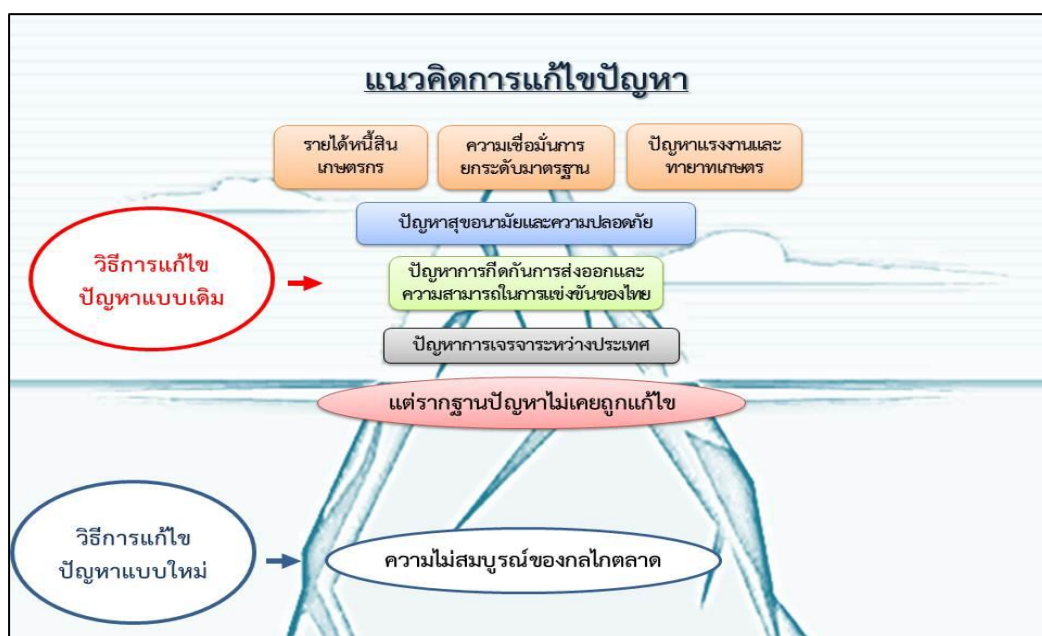 แนวคิดการแก้ไขปัญหา
รายได้หนี้สิน
เกษตรกร
ความเชื่อมั่นการ
ยกระดับมาตรฐาน
ปัญหาแรงงานและ
ทายาทเกษตร
ปัญหาสุขอนามัยและความปลอดภัย
วิธีการแก้ไข
ปัญหาแบบเดิม
ปัญหาการกีดกันการส่งออกและ
ความสามารถในการแข่งขันของไทย
ปัญหาการเจรจาระหว่างประเทศ
แต่รากฐานปัญหาไม่เคยถูกแก้ไข
วิธีการแก้ไข
ปัญหาแบบใหม่
ความไม่สมบูรณ์ของกลไกตลาด